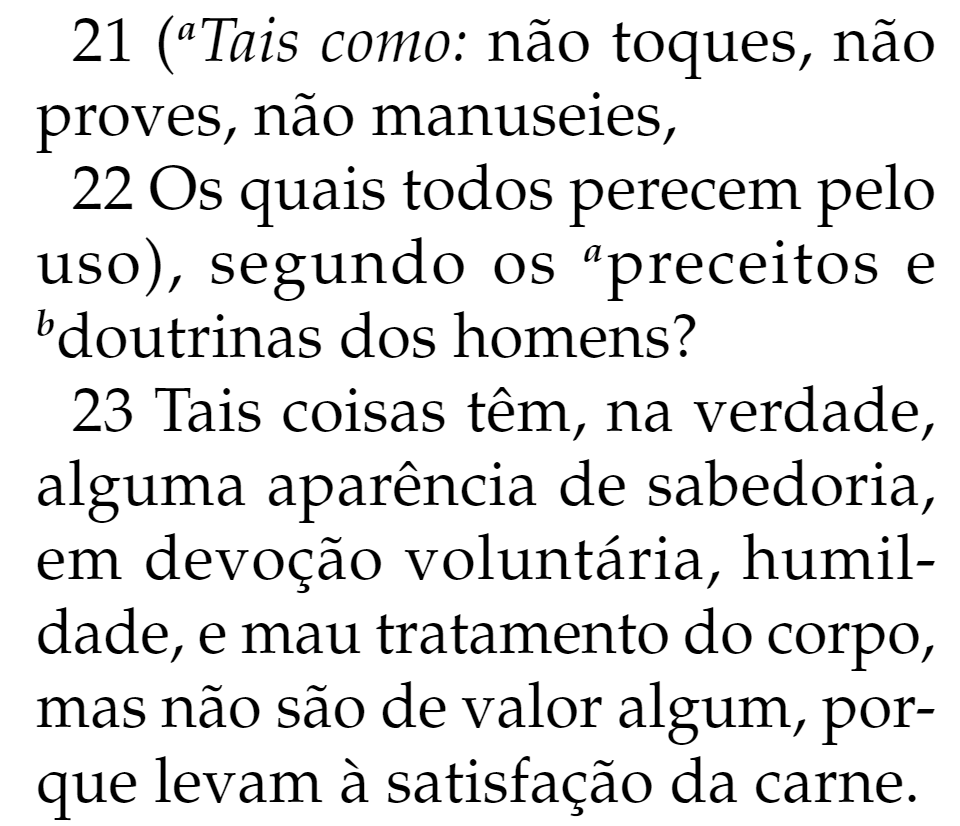 21 (ᵃTais como: não toques, não
proves, não manuseies,
22 Os quais todos perecem pelo
uso), segundo os ᵃpreceitos e
ᵇdoutrinas dos homens?
23 Tais coisas têm, na verdade,
alguma aparência de sabedoria,
em devoção voluntária, humil-
dade, e mau tratamento do corpo,
mas não são de valor algum, por-
que levam à satisfação da carne.